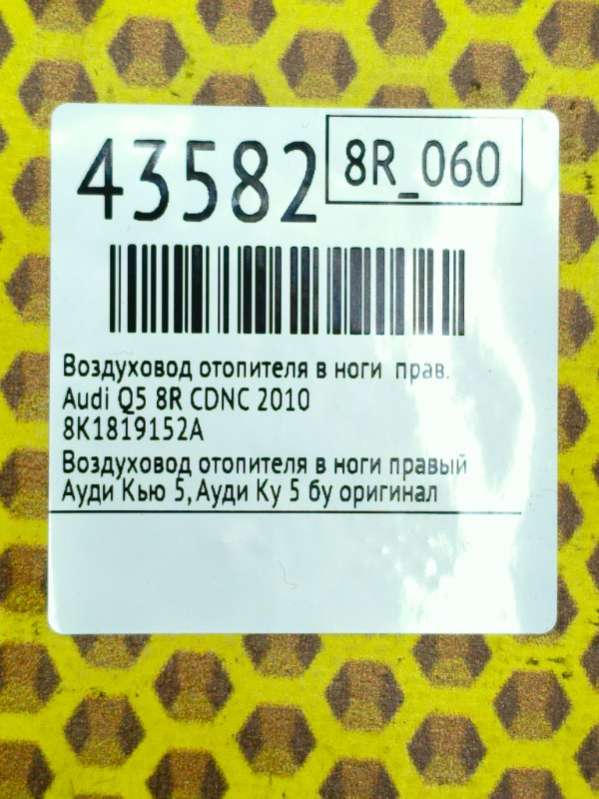 43582
8R_060
Воздуховод отопителя в ноги прав.
Audi Q5 8R CDNC 2010
8K1819152A
Воздуховод отопителя в ноги правый
Ауди Кью 5, Ауди Ку 5 бу оригинал